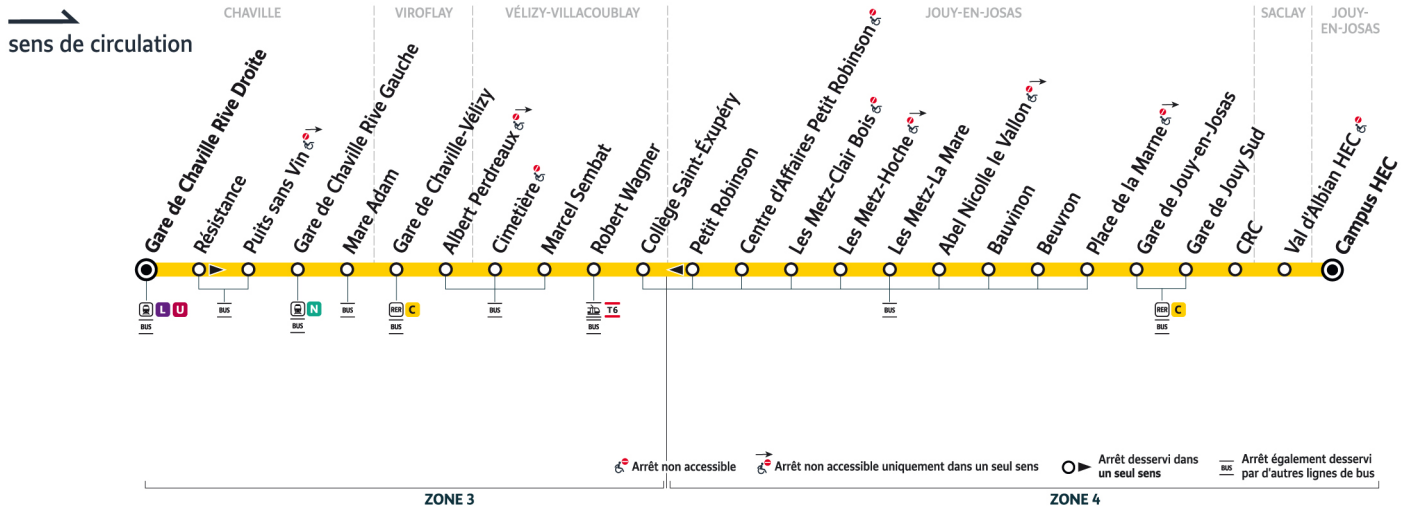 sens de circulation
CHAVILLE
VIROFLAY
VÉLIZY-VILLACOUBLAY
JOUY-EN-JOSAS
SACLAY
JOUY-
EN-JOSAS
Gare de Chaville Rive Droite
Résistance
Puits sans Vin
Gare de Chaville Rive Gauche
Mare Adam
Gare de Chaville-Vélizy
Albert Perdreaux
Cimetière
Marcel Sembat
Robert Wagner
Collège Saint-Éxupéry
Petit Robinson
Centre d'Affaires Petit Robinson
Les Metz-Clair Bois
Les Metz-Hoche
Les Metz-La Mare
Abel Nicolle le Vallon
Bauvinon
Beuvron
Place de la Marne
Gare de Jouy-en-Josas
Gare de Jouy Sud
CRC
Val d'Albian HEC
Campus HEC
L U
BUS
BUS
N
BUS
BUS
RER C
BUS
BUS
T6
BUS
BUS
RER C
BUS
Arrêt non accessible
Arrêt non accessible uniquement dans un seul sens
Arrêt desservi dans
un seul sens
BUS
Arrêt également desservi
par d'autres lignes de bus
ZONE 3
ZONE 4